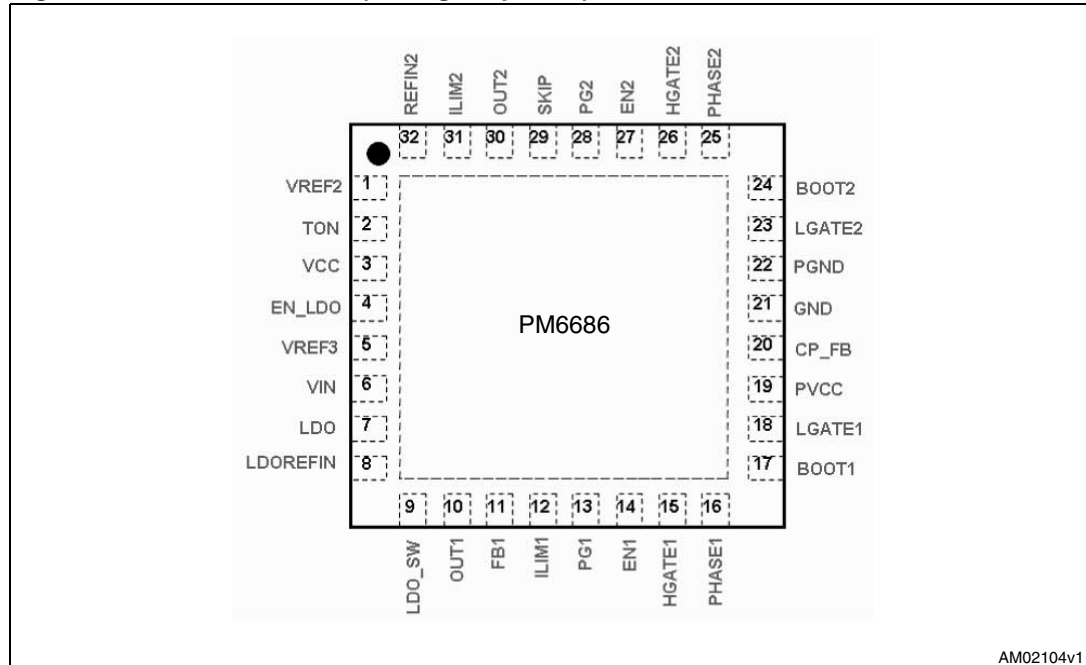 REFIN2
ILIM2
OUT2
SKIP
PG2
EN2
HGATE2
PHASE2
32
31
30
29
28
27
26
25
VREF2
1
TON
2
VCC
3
EN_LDO
4
VREF3
5
VIN
6
LDO
7
LDOREFIN
8
PM6686
24
BOOT2
23
LGATE2
22
PGND
21
GND
20
CP_FB
19
PVCC
18
LGATE1
17
BOOT1
9
10
11
12
13
14
15
16
LDO_SW
OUT1
FB1
ILIM1
PG1
EN1
HGATE1
PHASE1
AM02104v1